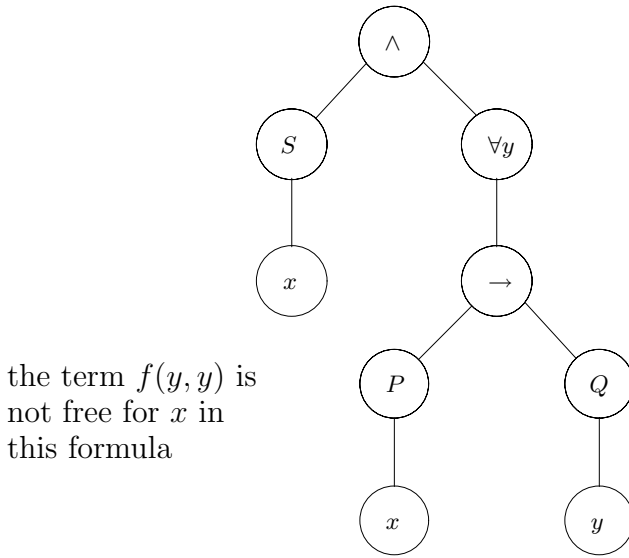 ∧
S ∀y
x →
the term f(y, y) is
not free for x in
this formula
P Q
x y